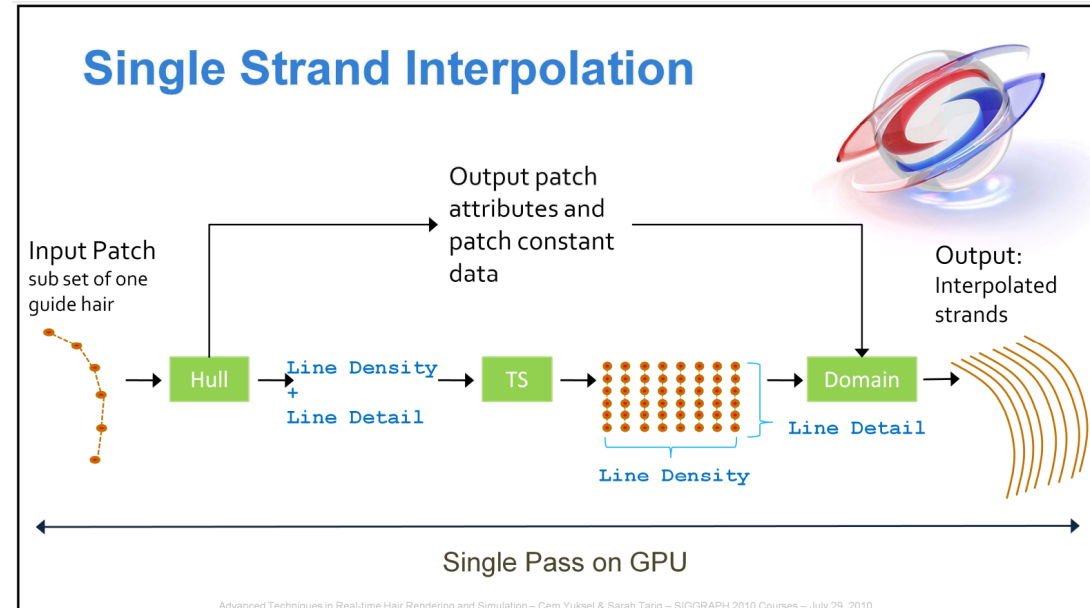 Single Strand Interpolation
Output patch
attributes and
patch constant
data
Input Patch
sub set of one
guide hair
Output:
Interpolated
strands
Hull
Line Density
+
Line Detail
TS
Domain
Line Detail
Line Density
Single Pass on GPU
Advanced Techniques in Real-time Hair Rendering and Simulation – Cem Yuksel & Sarah Tariq – SIGGRAPH 2010 Courses – July 29, 2010